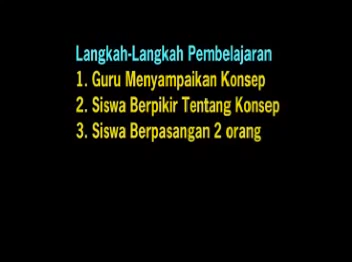 Langkah-Langkah Pembelajaran
1. Guru Menyampaikan Konsep
2. Siswa Berpikir Tentang Konsep
3. Siswa Berpasangan 2 orang